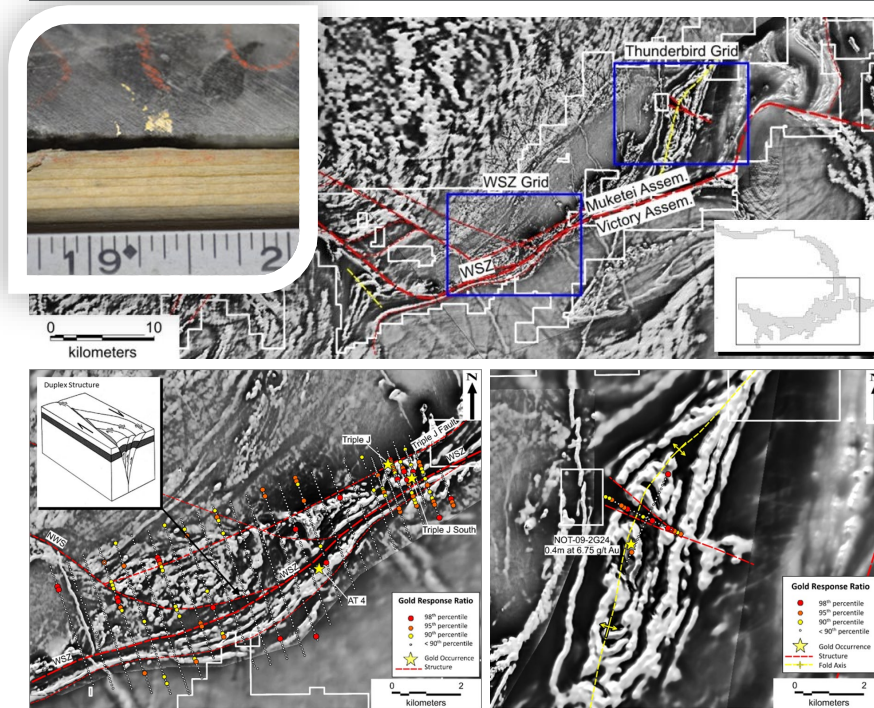 19
2
Thunderbird Grid
WSZ Grid
Muketei Assem.
Victory Assem.
WSZ
0 10
kilometers
Duplex Structure
N
Triple J
Triple J Fault
WSZ
Triple J South
NWS
WSZ
AT 4
WSZ
Gold Response Ratio
98th percentile
95th percentile
90th percentile
< 90th percentile
Gold Occurrence
Structure
0 2
kilometers
N
NOT-09-2G24
0.4m at 6.75 g/t Au
Gold Response Ratio
98th percentile
95th percentile
90th percentile
< 90th percentile
Gold Occurrence
Structure
Fold Axis
0 2
kilometers